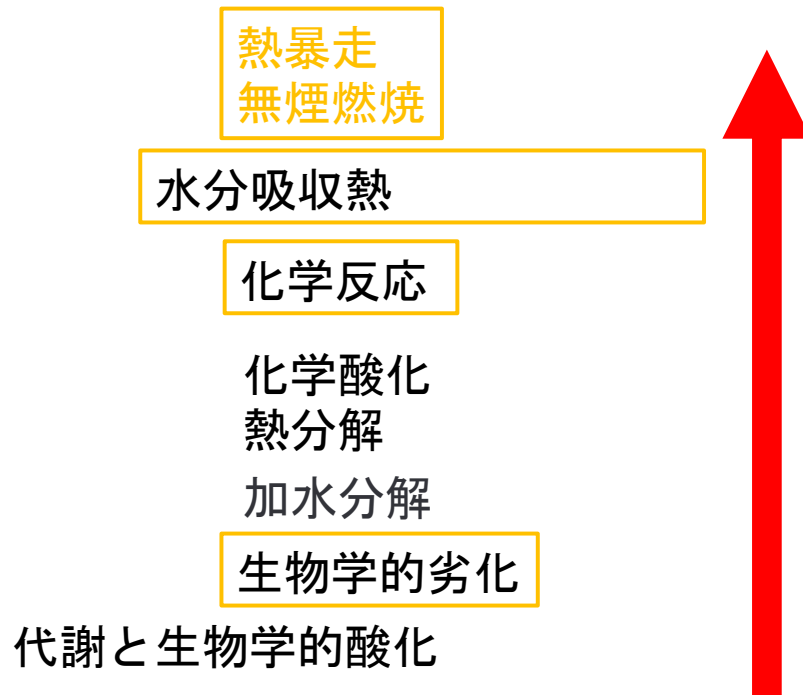 熱暴走
無煙燃焼
水分吸収熱
化学反応
化学酸化
熱分解
加水分解
生物学的劣化
代謝と生物学的酸化